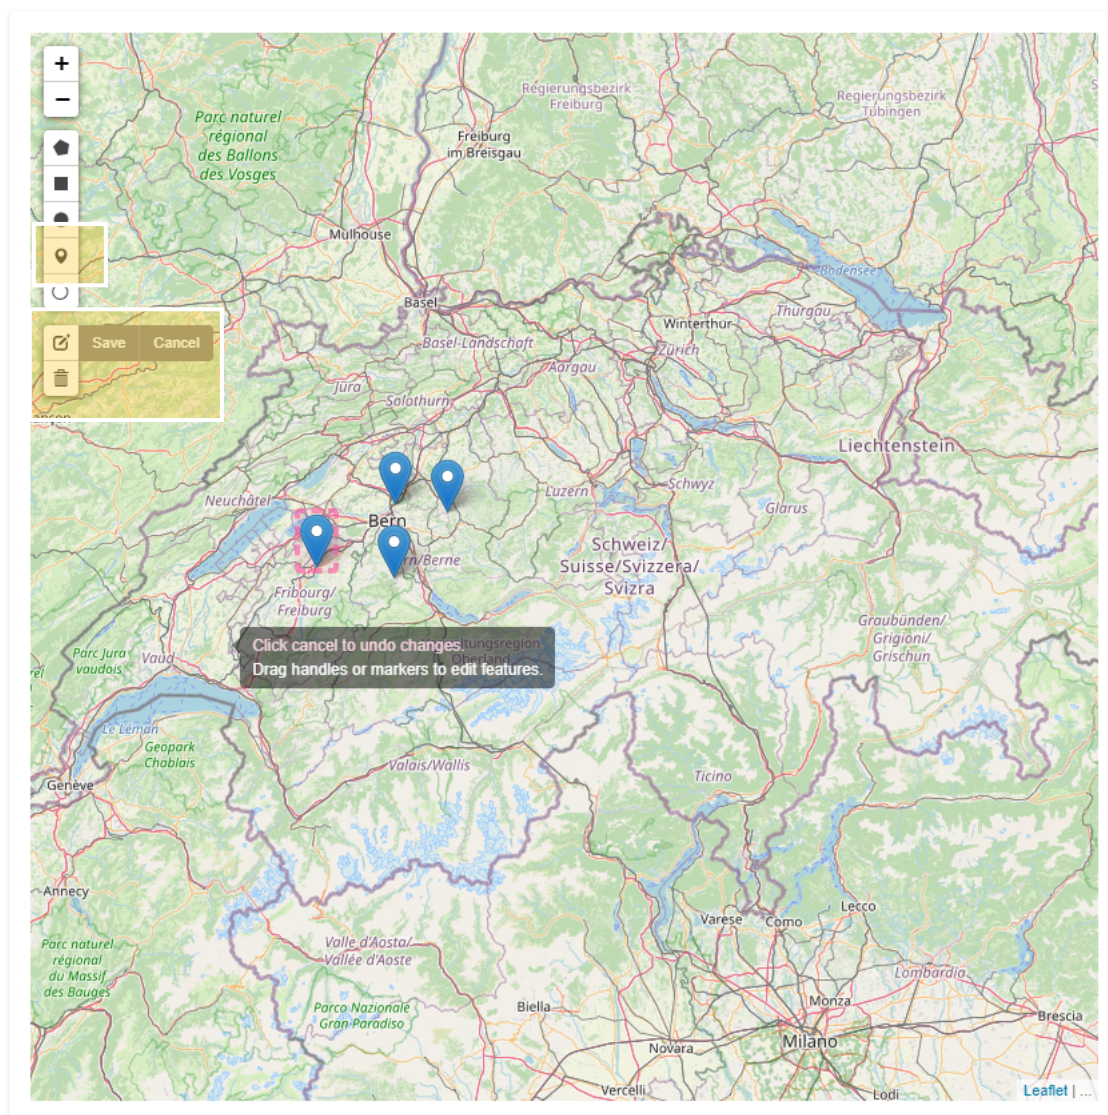 +
−
Regierungsbezirk
Freiburg
Regierungsbezirk
Tübingen
Parc naturel
régional
des Ballons
des Vosges
Freiburg
im Breisgau
Mulhouse
Bodensee
Basel
Thurgau
Winterthur
Save
Cancel
Basel-Landschaft
Zürich
Aargau
Jura
Solothurn
Liechtenstein
Neuchâtel
Luzern
Schwyz
Glarus
Bern
Schweiz/
Suisse/Svizzera/
Svizra
rn/Berne
Fribourg/
Freiburg
Graubünden/
Grigioni/
Grischun
Click cancel to undo changes.
Drag handles or markers to edit features.
tungsregion
Oberland
Parc Jura
vaudois
Vaud
Le Léman
Geopark
Chablais
Valais/Wallis
Ticino
Genève
Annecy
Lecco
Varese
Como
Parc naturel
régional
du Massif
des Bauges
Valle d'Aosta/
Vallée d'Aoste
Lombardia
Parco Nazionale
Gran Paradiso
Biella
Monza
Brescia
Milano
Novara
Vercelli
Lodi
Leaflet | ...